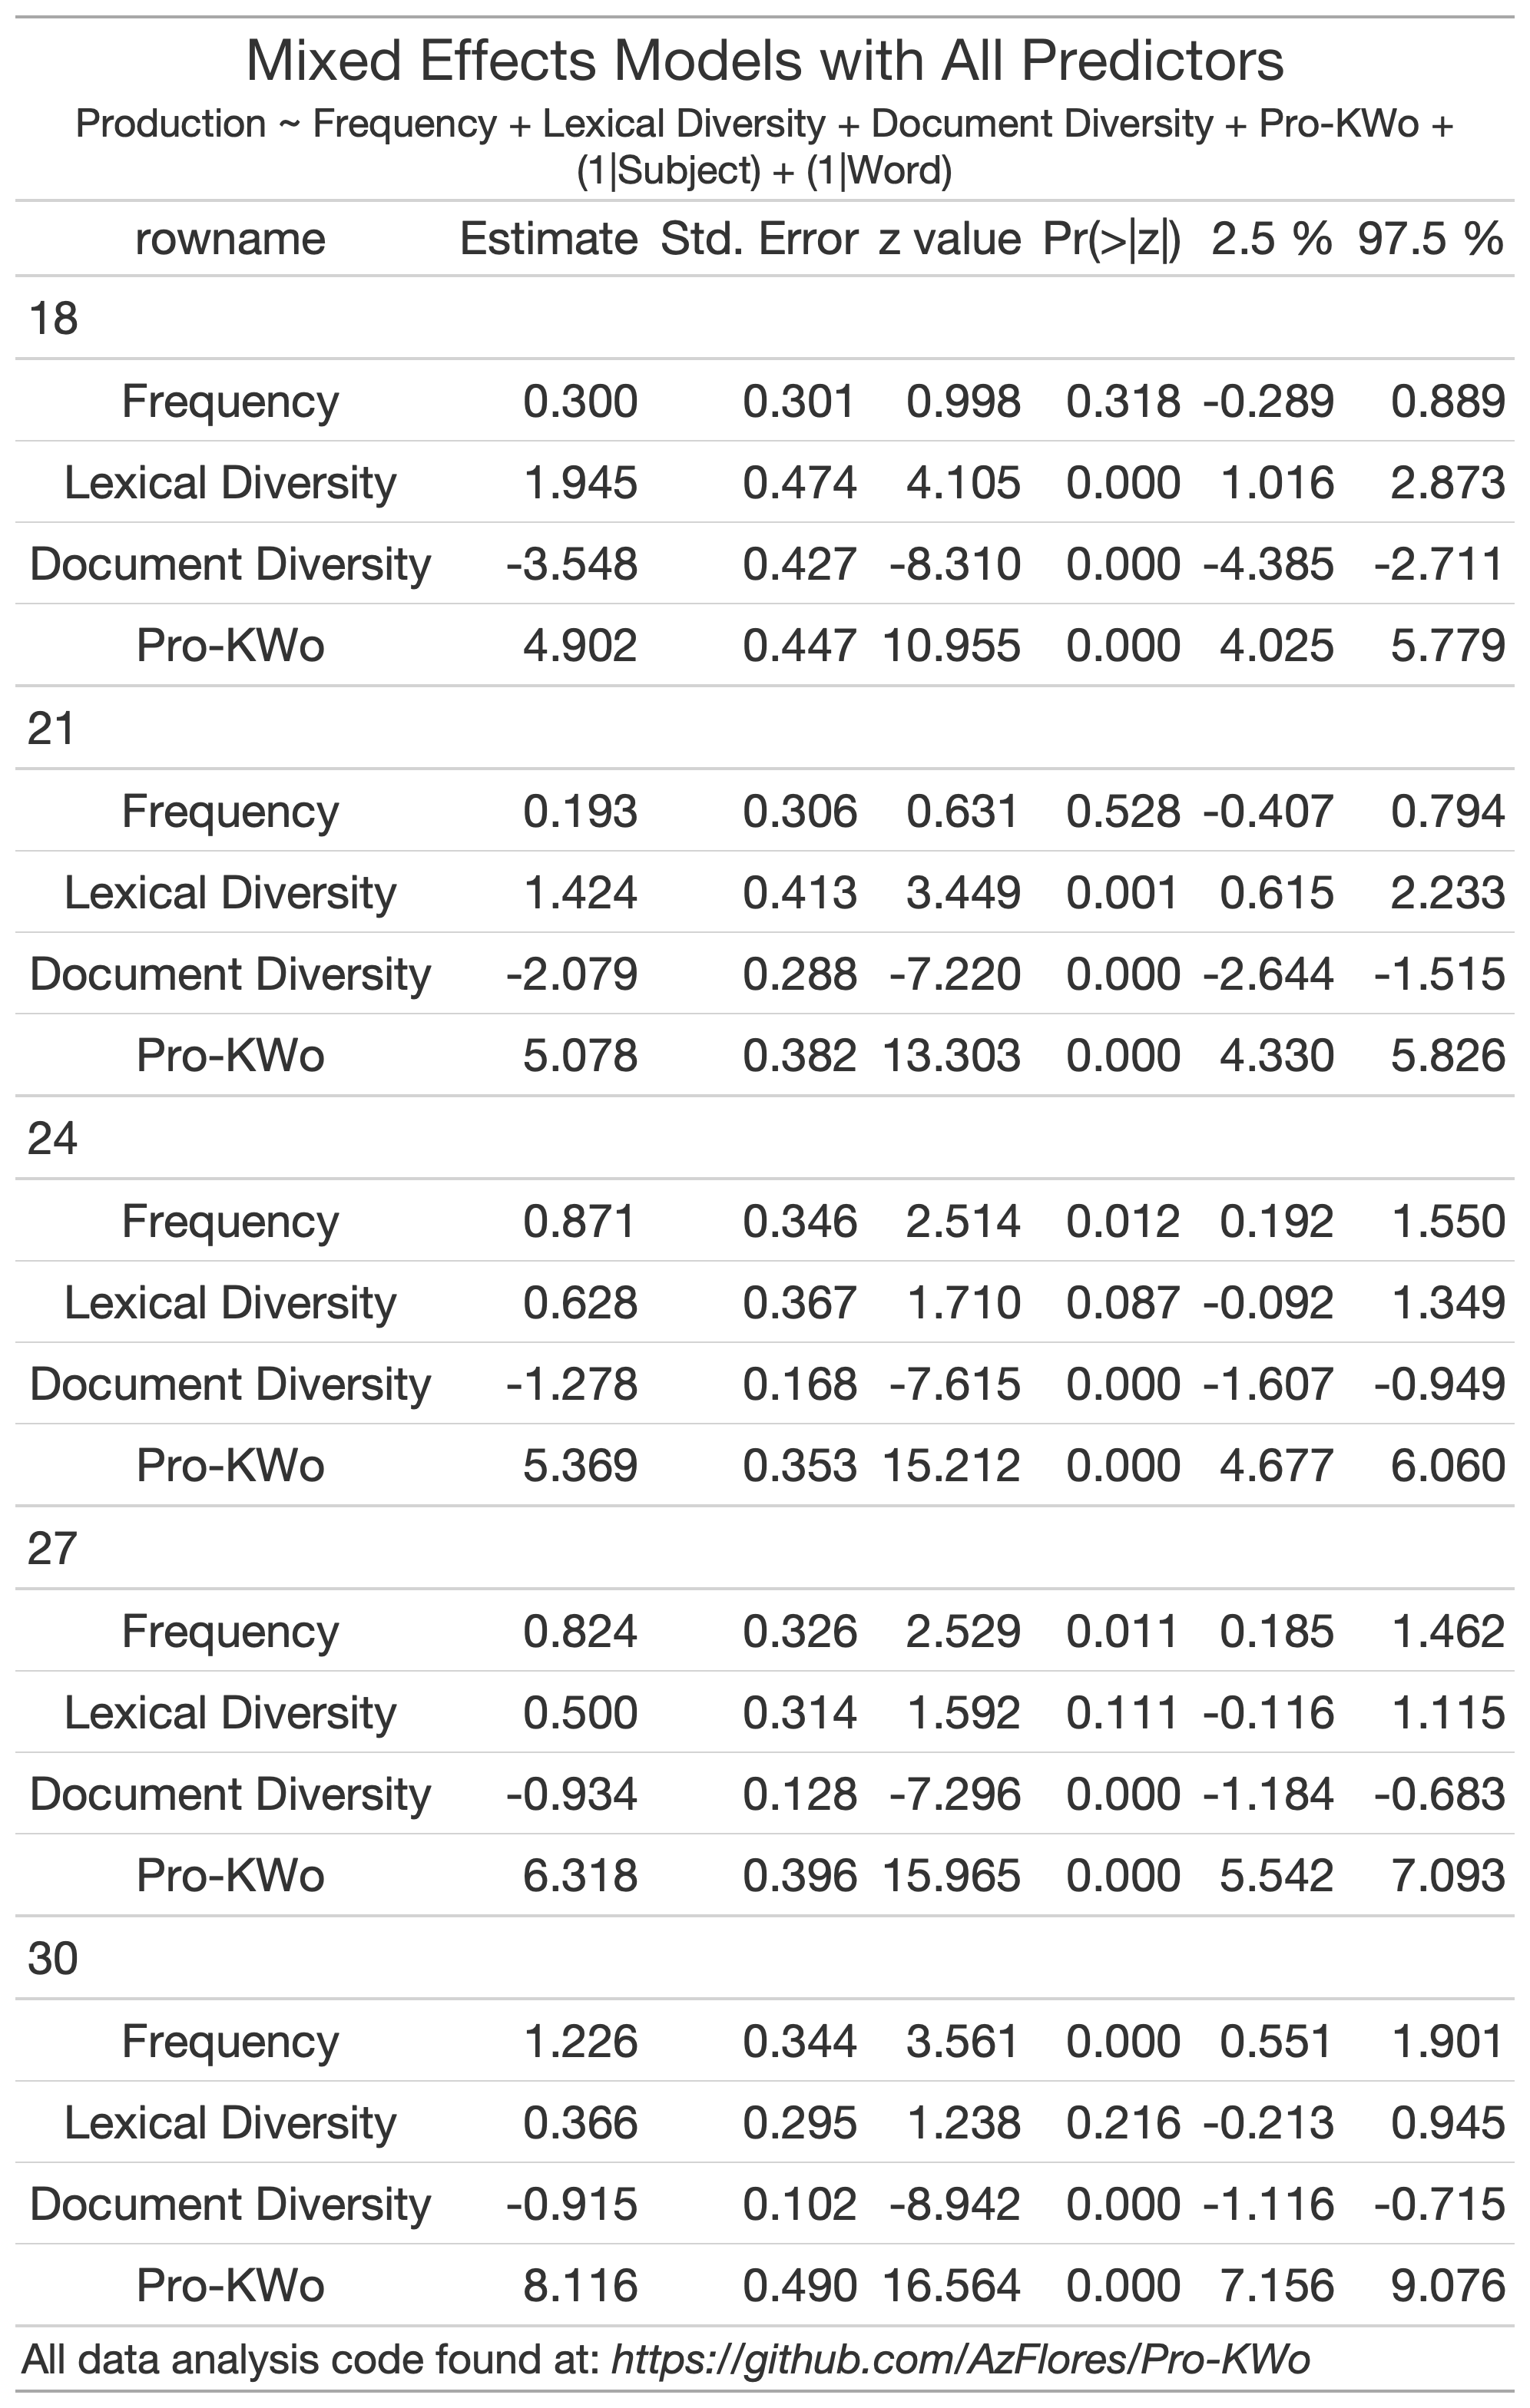 Mixed Effects Models with All Predictors
Production ~ Frequency + Lexical Diversity + Document Diversity + Pro-KWo +
(1|Subject) + (1|Word)
rowname Estimate Std. Error z value Pr(>|z|) 2.5 % 97.5 %
18
Frequency 0.300 0.301 0.998 0.318 -0.289 0.889
Lexical Diversity 1.945 0.474 4.105 0.000 1.016 2.873
Document Diversity -3.548 0.427 -8.310 0.000 -4.385 -2.711
Pro-KWo 4.902 0.447 10.955 0.000 4.025 5.779
21
Frequency 0.193 0.306 0.631 0.528 -0.407 0.794
Lexical Diversity 1.424 0.413 3.449 0.001 0.615 2.233
Document Diversity -2.079 0.288 -7.220 0.000 -2.644 -1.515
Pro-KWo 5.078 0.382 13.303 0.000 4.330 5.826
24
Frequency 0.871 0.346 2.514 0.012 0.192 1.550
Lexical Diversity 0.628 0.367 1.710 0.087 -0.092 1.349
Document Diversity -1.278 0.168 -7.615 0.000 -1.607 -0.949
Pro-KWo 5.369 0.353 15.212 0.000 4.677 6.060
27
Frequency 0.824 0.326 2.529 0.011 0.185 1.462
Lexical Diversity 0.500 0.314 1.592 0.111 -0.116 1.115
Document Diversity -0.934 0.128 -7.296 0.000 -1.184 -0.683
Pro-KWo 6.318 0.396 15.965 0.000 5.542 7.093
30
Frequency 1.226 0.344 3.561 0.000 0.551 1.901
Lexical Diversity 0.366 0.295 1.238 0.216 -0.213 0.945
Document Diversity -0.915 0.102 -8.942 0.000 -1.116 -0.715
Pro-KWo 8.116 0.490 16.564 0.000 7.156 9.076
All data analysis code found at: https://github.com/AzFlores/Pro-KWo